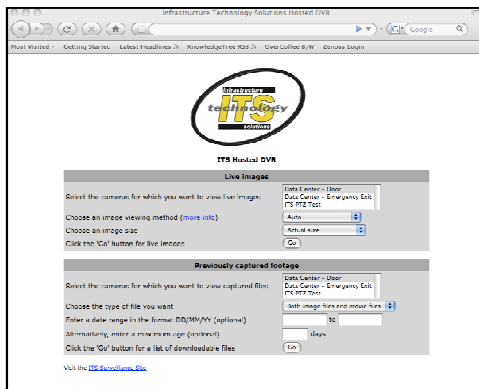 Infrastructure Technology Solutions Hosted DVR
Google
Most Visited Getting Started Latest Headlines KnowledgeTree RSS OverCoffee B/W Zenoss Login
Infrastructure
ITS
technology
solutions
ITS Hosted DVR
Live images
Select the cameras for which you want to view live images:
Data Center - Door
Data Center - Emergency Exit
ITS PTZ Test
Choose an image viewing method (more info)
Auto
Choose an image size
Actual size
Click the 'Go' button for live images
Go
Previously captured footage
Select the cameras for which you want to view captured files:
Data Center - Door
Data Center - Emergency Exit
ITS PTZ Test
Choose the type of file you want
Both image files and movie files
Enter a date range in the format DD/MM/YY (optional)
to
Alternatively, enter a maximum age (optional)
days
Click the 'Go' button for a list of downloadable files
Go
Visit the ITS Surveillance Site